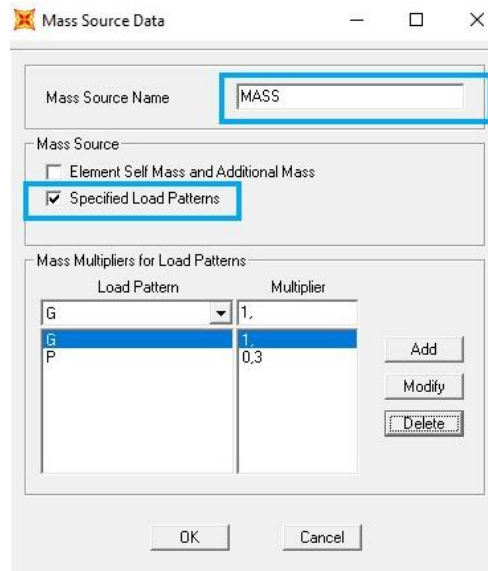 Mass Source Data
Mass Source Name MASS
Mass Source
Element Self Mass and Additional Mass
Specified Load Patterns
Mass Multipliers for Load Patterns
Load Pattern Multiplier
G 1,
G 1,
P 0,3
Add
Modify
Delete
OK Cancel